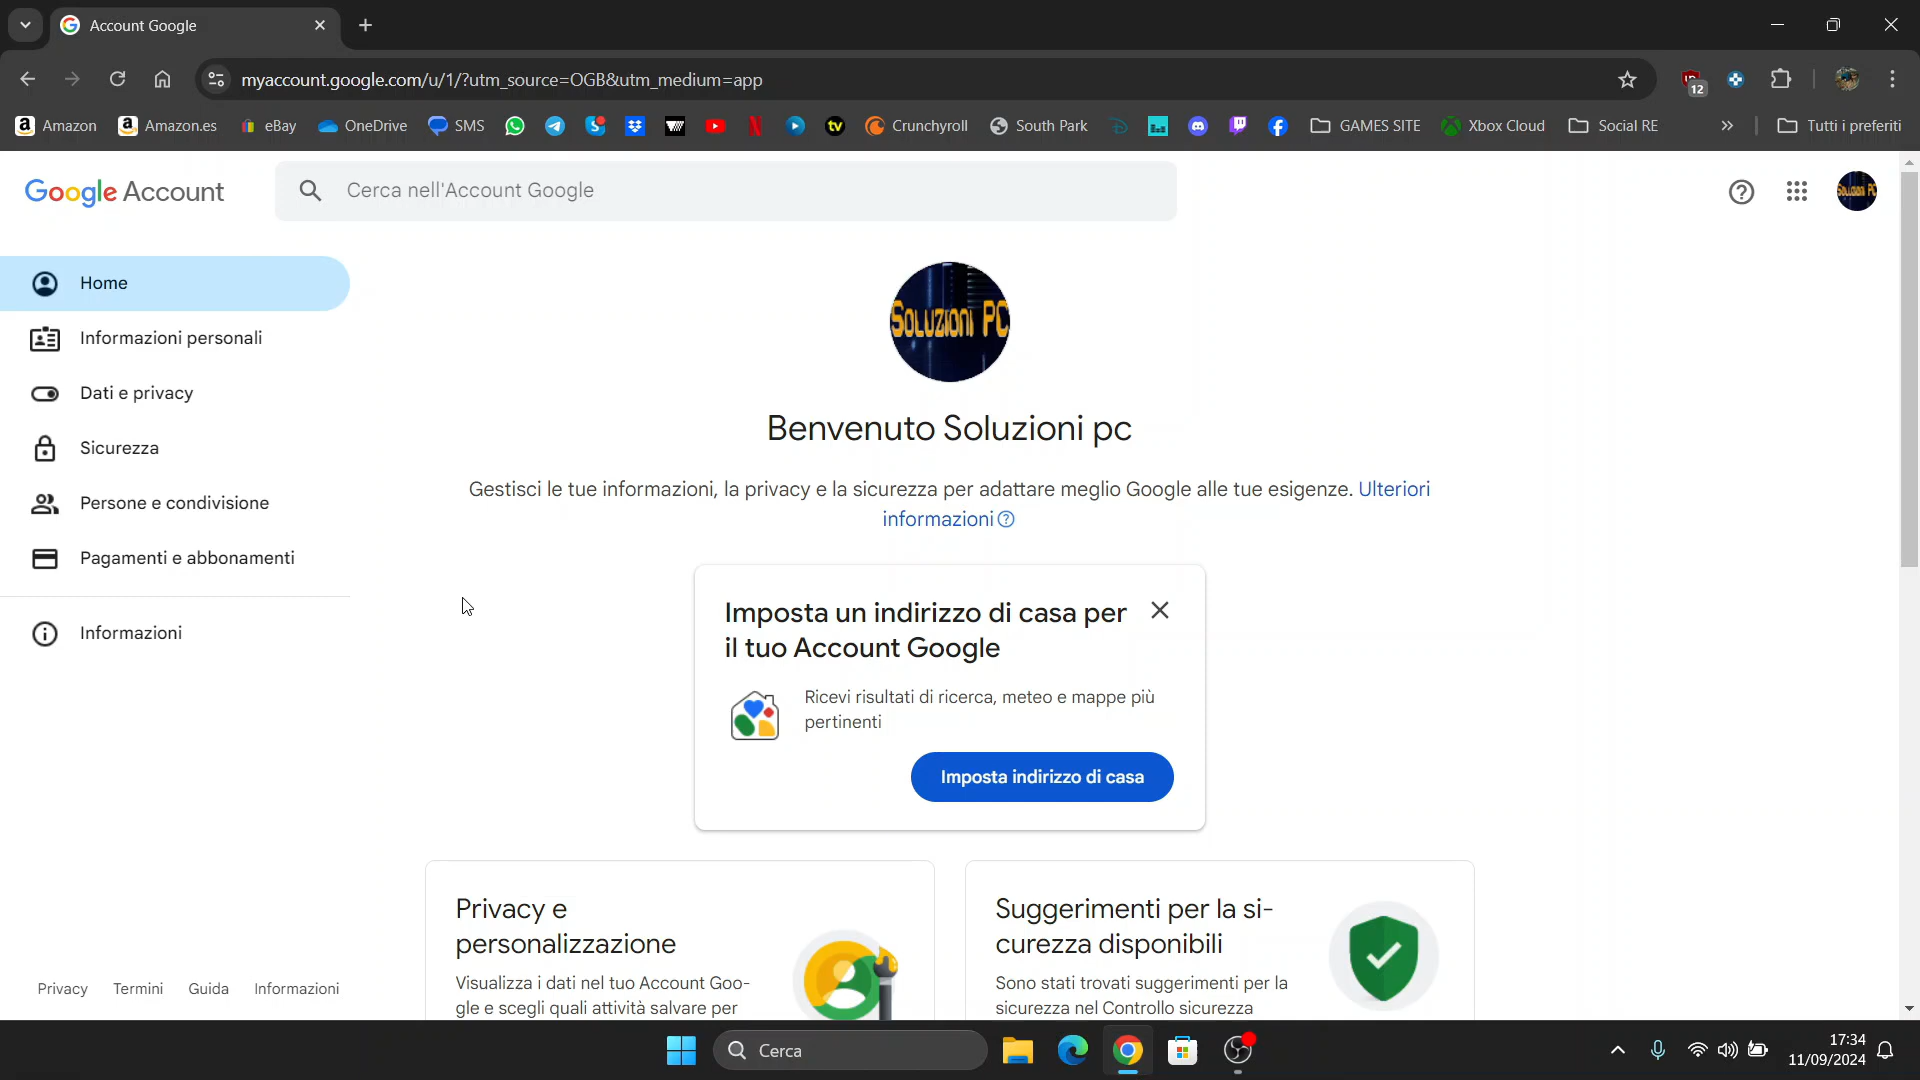 Account Google
myaccount.google.com/u/1/?utm_source=OGB&utm_medium=app
12
Amazon
Amazon.es
eBay
OneDrive
SMS
Crunchyroll
South Park
GAMES SITE
Xbox Cloud
Social RE
Tutti i preferiti
Google Account
Cerca nell'Account Google
Soluzioni PC
Home
Informazioni personali
Dati e privacy
Sicurezza
Persone e condivisione
Pagamenti e abbonamenti
Informazioni
Soluzioni PC
Benvenuto Soluzioni pc
Gestisci le tue informazioni, la privacy e la sicurezza per adattare meglio Google alle tue esigenze. Ulteriori
informazioni
Imposta un indirizzo di casa per
il tuo Account Google
Ricevi risultati di ricerca, meteo e mappe più
pertinenti
Imposta indirizzo di casa
Privacy e
personalizzazione
Visualizza i dati nel tuo Account Goo-
gle e scegli quali attività salvare per
Suggerimenti per la si-
curezza disponibili
Sono stati trovati suggerimenti per la
sicurezza nel Controllo sicurezza
Privacy
Termini
Guida
Informazioni
Cerca
17:34
11/09/2024